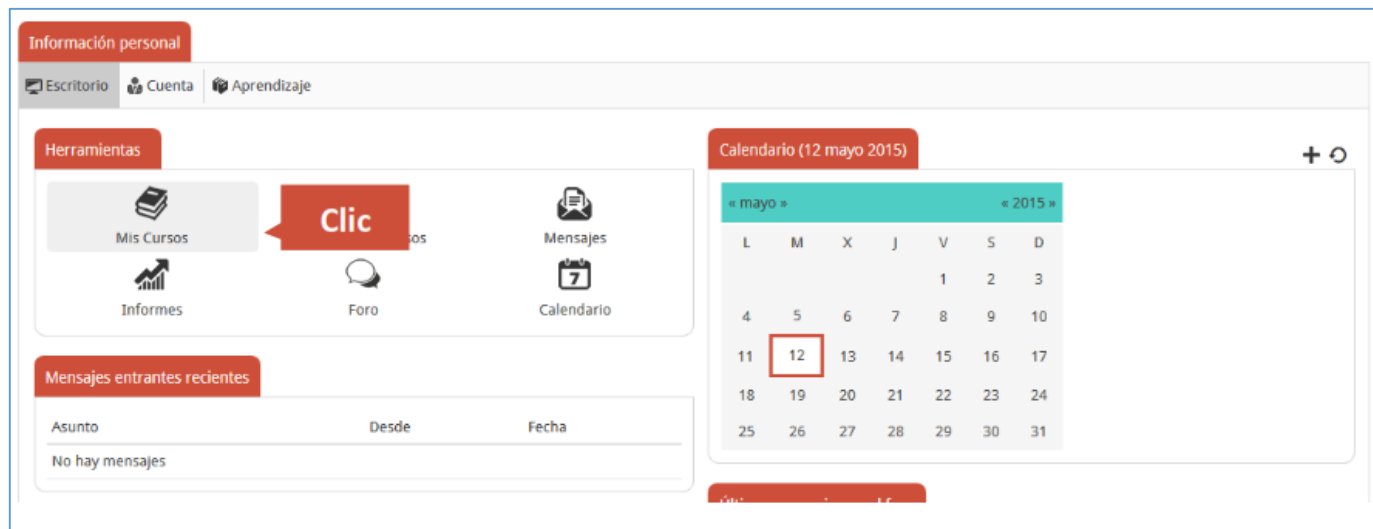 Información personal
Escritorio Cuenta Aprendizaje
Herramientas
Clic
Mis Cursos
Mensajes
Informes Foro 7 Calendario
Mensajes entrantes recientes
Asunto Desde Fecha
No hay mensajes
Calendario (12 mayo 2015)
« mayo » « 2015 »
L M X J V S D
1 2 3
4 5 6 7 8 9 10
11 12 13 14 15 16 17
18 19 20 21 22 23 24
25 26 27 28 29 30 31